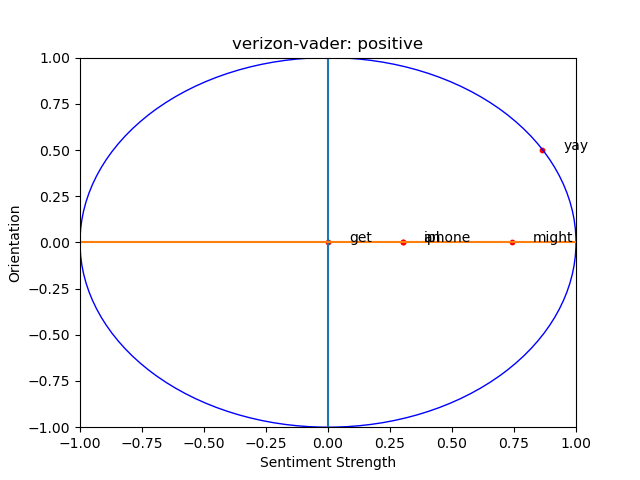 verizon-vader: positive
1.00
0.75
0.50
0.25
0.00
−0.25
−0.50
−0.75
−1.00
Orientation
yay
get
iphone
might
−1.00 −0.75 −0.50 −0.25 0.00 0.25 0.50 0.75 1.00
Sentiment Strength